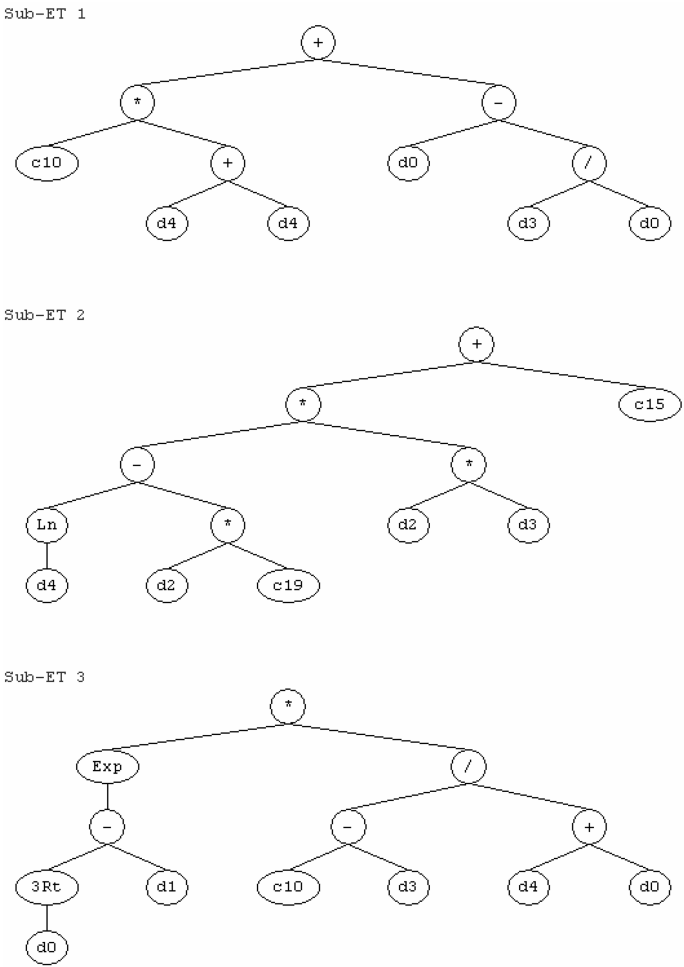 Sub-ET 1
+
* -
c10 + d0 /
d4 d4 d3 d0
Sub-ET 2
+
* c15
- *
Ln * d2 d3
d4 d2 c19
Sub-ET 3
*
Exp /
- - +
3Rt d1 c10 d3 d4 d0
d0